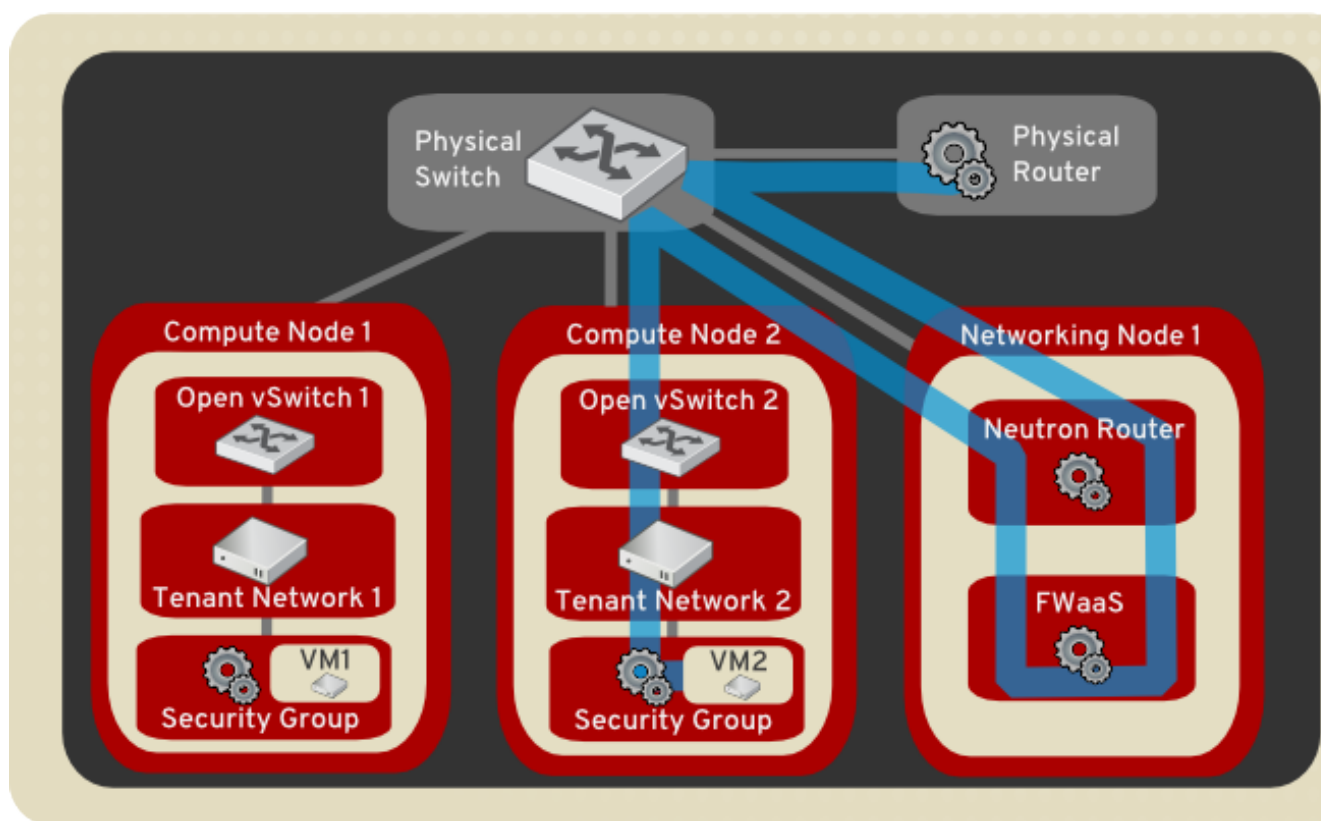 Physical
Switch
Physical
Router
Compute Node 1
Open vSwitch 1
Tenant Network 1
VM1
Security Group
Compute Node 2
Open vSwitch 2
Tenant Network 2
VM2
Security Group
Networking Node 1
Neutron Router
FWaaS